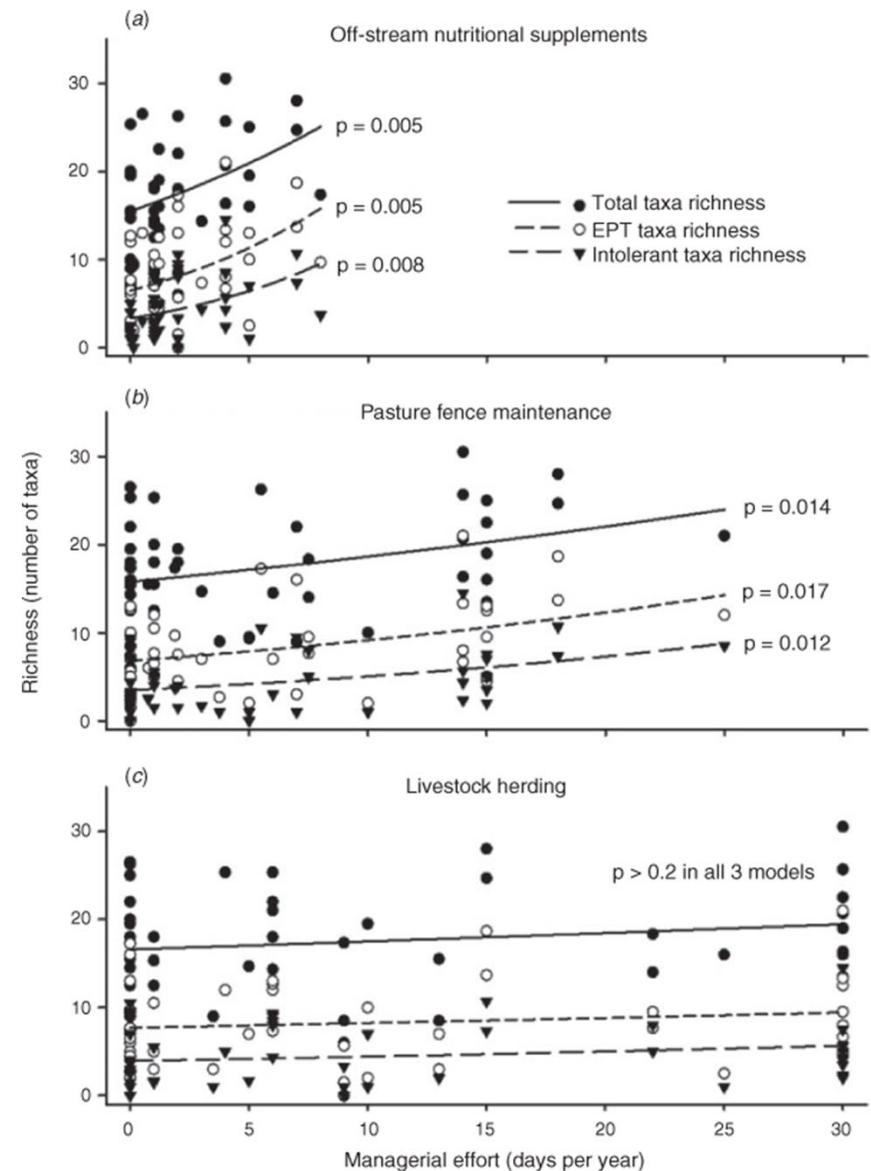 (a)
Off-stream nutritional supplements
30
20
10
0
p = 0.005
p = 0.005
p = 0.008
Total taxa richness
EPT taxa richness
Intolerant taxa richness
(b)
Pasture fence maintenance
Richness (number of taxa)
30
20
10
0
p = 0.014
p = 0.017
p = 0.012
(c)
Livestock herding
30
20
10
0
p > 0.2 in all 3 models
0 5 10 15 20 25 30
Managerial effort (days per year)